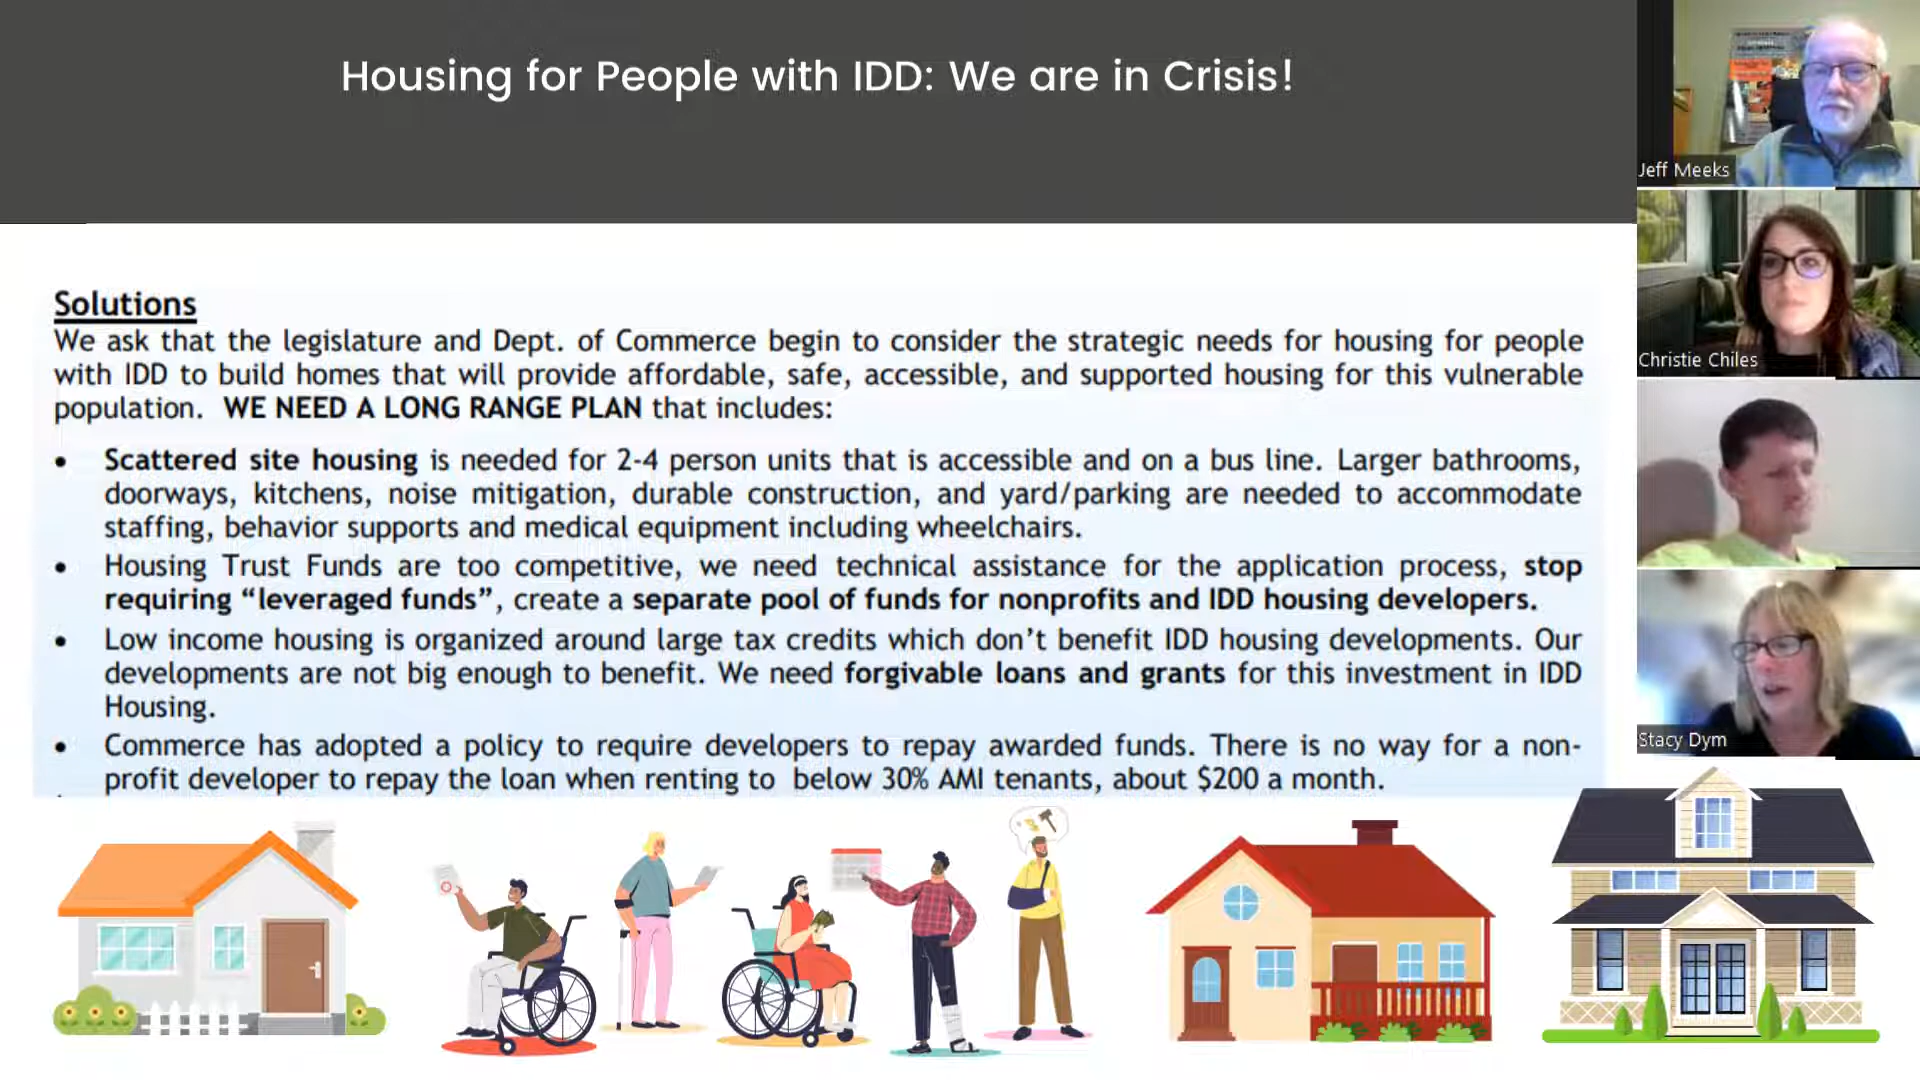 Housing for People with IDD: We are in Crisis!
Solutions
We ask that the legislature and Dept. of Commerce begin to consider the strategic needs for housing for people
with IDD to build homes that will provide affordable, safe, accessible, and supported housing for this vulnerable
population. WE NEED A LONG RANGE PLAN that includes:
• Scattered site housing is needed for 2-4 person units that is accessible and on a bus line. Larger bathrooms,
doorways, kitchens, noise mitigation, durable construction, and yard/parking are needed to accommodate
staffing, behavior supports and medical equipment including wheelchairs.
• Housing Trust Funds are too competitive, we need technical assistance for the application process, stop
requiring “leveraged funds”, create a separate pool of funds for nonprofits and IDD housing developers.
• Low income housing is organized around large tax credits which don’t benefit IDD housing developments. Our
developments are not big enough to benefit. We need forgivable loans and grants for this investment in IDD
Housing.
• Commerce has adopted a policy to require developers to repay awarded funds. There is no way for a non-
profit developer to repay the loan when renting to below 30% AMI tenants, about $200 a month.
Jeff Meeks
Christie Chiles
Stacy Dym